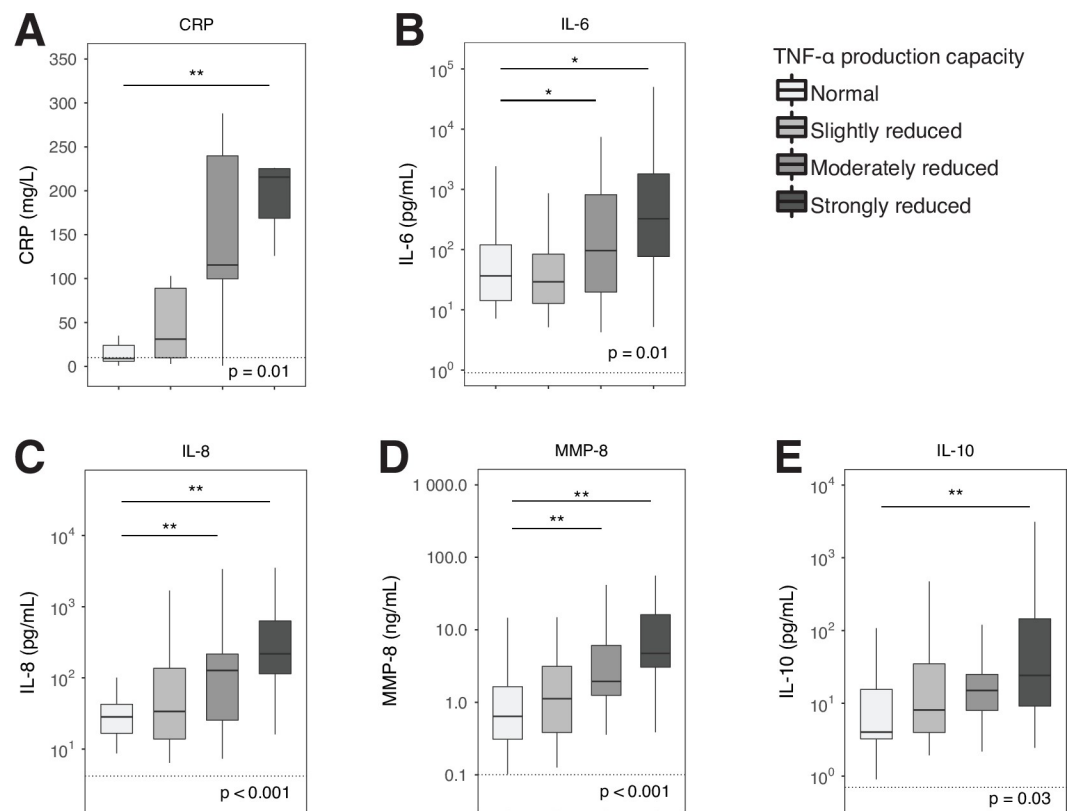 A
CRP
CRP (mg/L)
350
300
250
200
150
100
50
0
**
p = 0.01
B
IL-6
IL-6 (pg/mL)
10⁵
10⁴
10³
10²
10¹
10⁰
*
*
p = 0.01
TNF-α production capacity
Normal
Slightly reduced
Moderately reduced
Strongly reduced
C
IL-8
IL-8 (pg/mL)
10⁴
10³
10²
10¹
**
**
p < 0.001
D
MMP-8
MMP-8 (ng/mL)
1 000.0
100.0
10.0
1.0
0.1
**
**
p < 0.001
E
IL-10
IL-10 (pg/mL)
10⁴
10³
10²
10¹
10⁰
**
p = 0.03